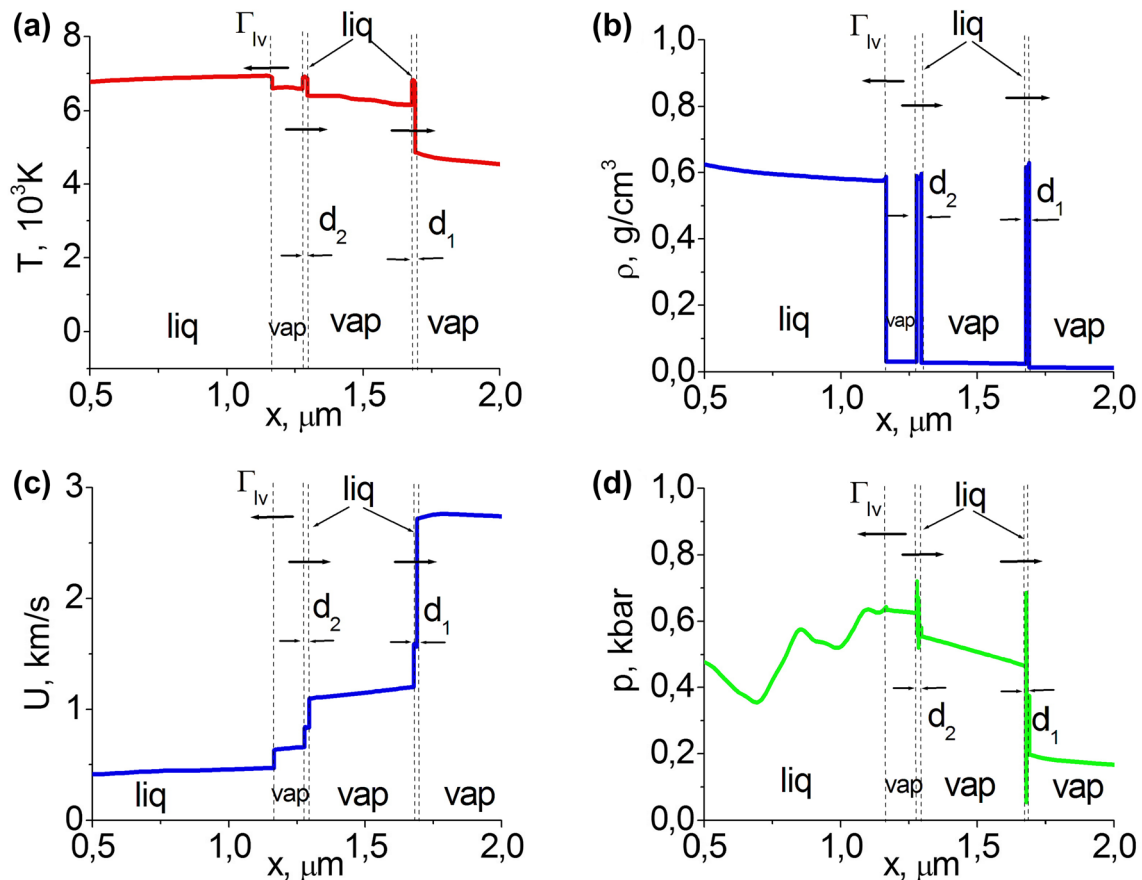 (a)
Γlv
liq
8
6
4
2
0
T, 10³K
d₂
d₁
liq
vap
vap
vap
0,5
1,0
1,5
2,0
x, μm
(b)
Γlv
liq
1,0
0,8
0,6
0,4
0,2
0,0
ρ, g/cm³
d₂
d₁
liq
vap
vap
vap
0,5
1,0
1,5
2,0
x, μm
(c)
Γlv
liq
3
2
1
0
U, km/s
d₂
d₁
liq
vap
vap
vap
0,5
1,0
1,5
2,0
x, μm
(d)
Γlv
liq
1,0
0,8
0,6
0,4
0,2
0,0
p, kbar
d₂
d₁
liq
vap
vap
vap
0,5
1,0
1,5
2,0
x, μm